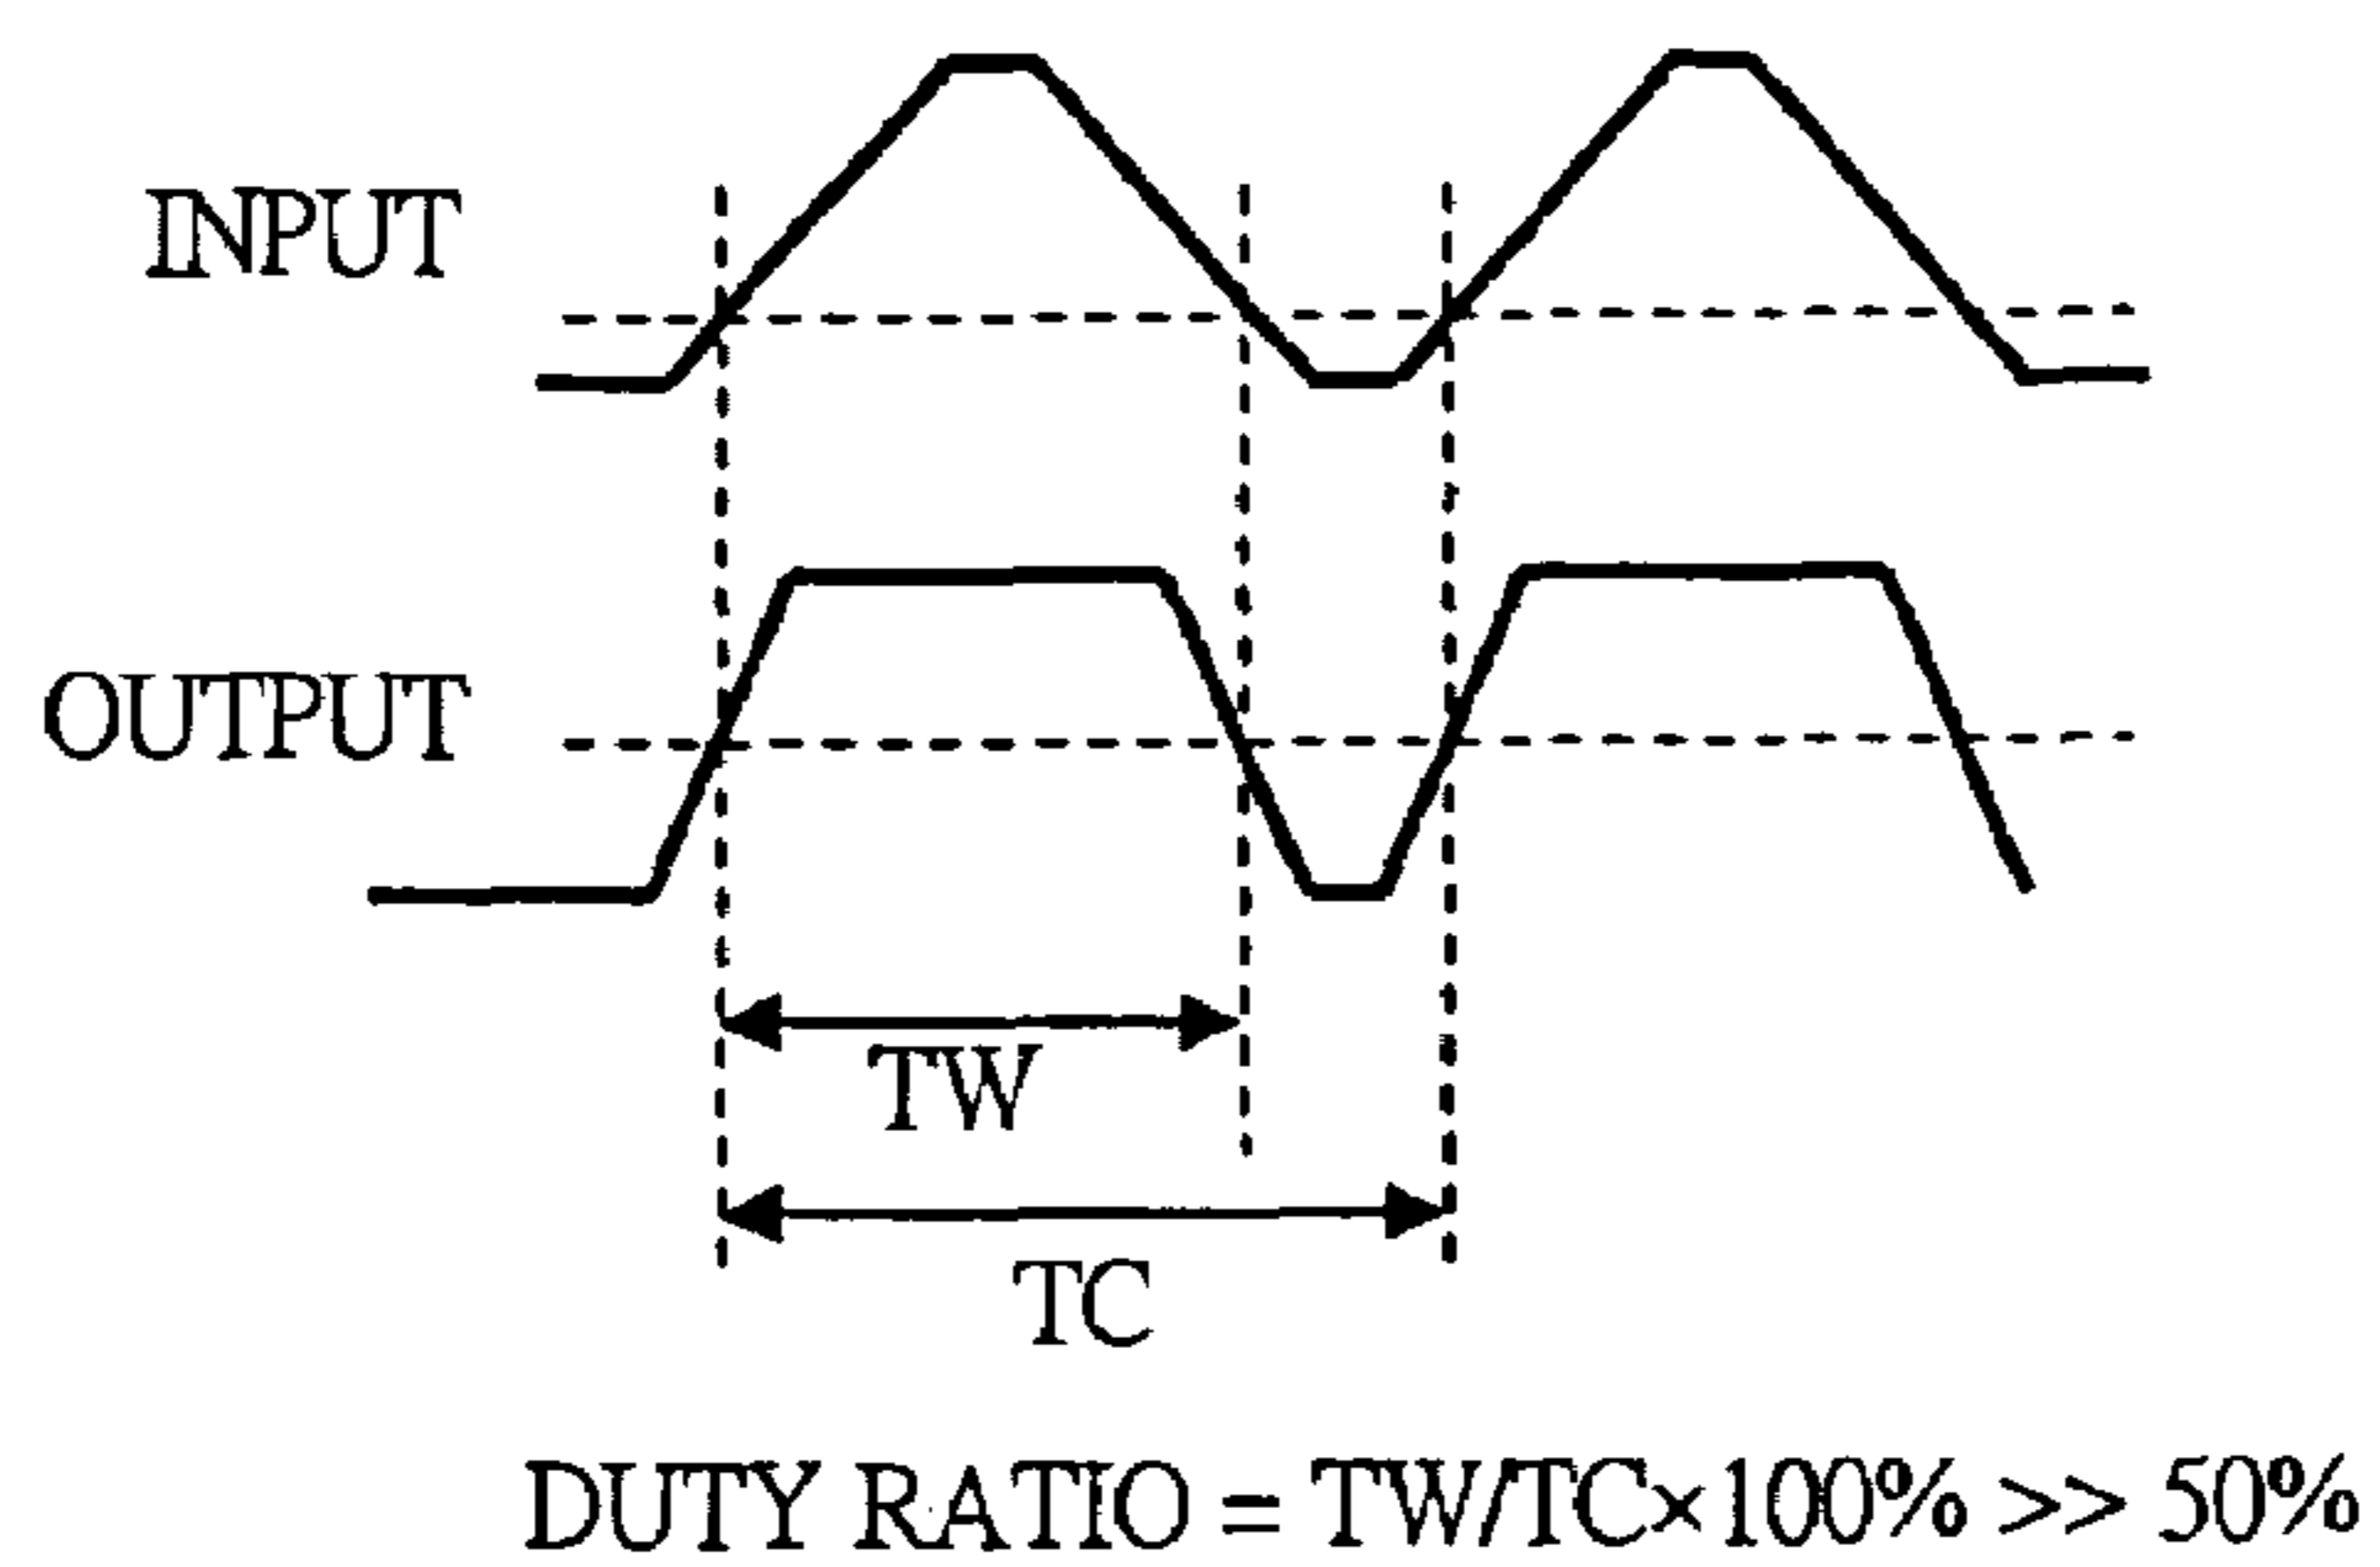 INPUT
OUTPUT
TW
TC
DUTY RATIO = TW/TC×100% >> 50%